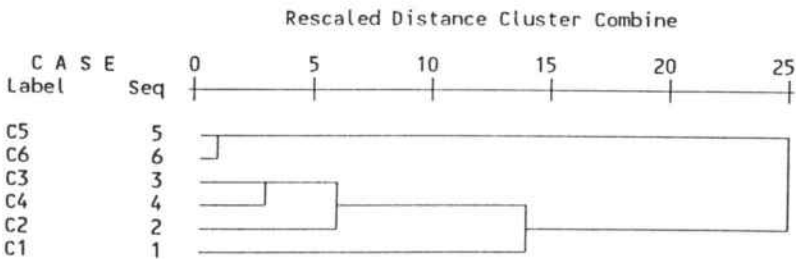 Rescaled Distance Cluster Combine
C A S E 0 5 10 15 20 25
Label Seq
C5 5
C6 6
C3 3
C4 4
C2 2
C1 1